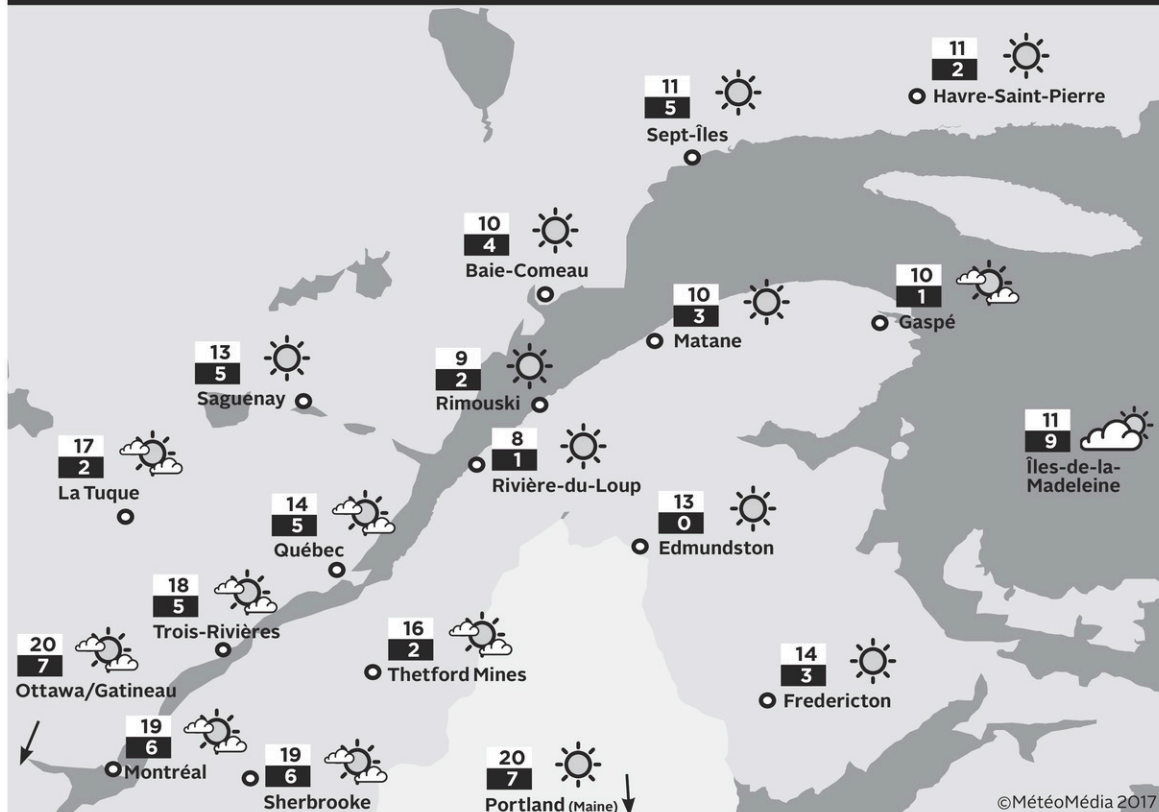 11
2
Havre-Saint-Pierre
11
5
Sept-Îles
10
4
Baie-Comeau
10
1
Gaspé
10
3
Matane
13
5
Saguenay
9
2
Rimouski
11
9
Îles-de-la-
Madeleine
17
2
La Tuque
8
1
Rivière-du-Loup
14
5
Québec
13
0
Edmundston
18
5
Trois-Rivières
16
2
Thetford Mines
20
7
Ottawa/Gatineau
14
3
Fredericton
19
6
Montréal
19
6
Sherbrooke
20
7
Portland (Maine)
©MétéoMédia 2017